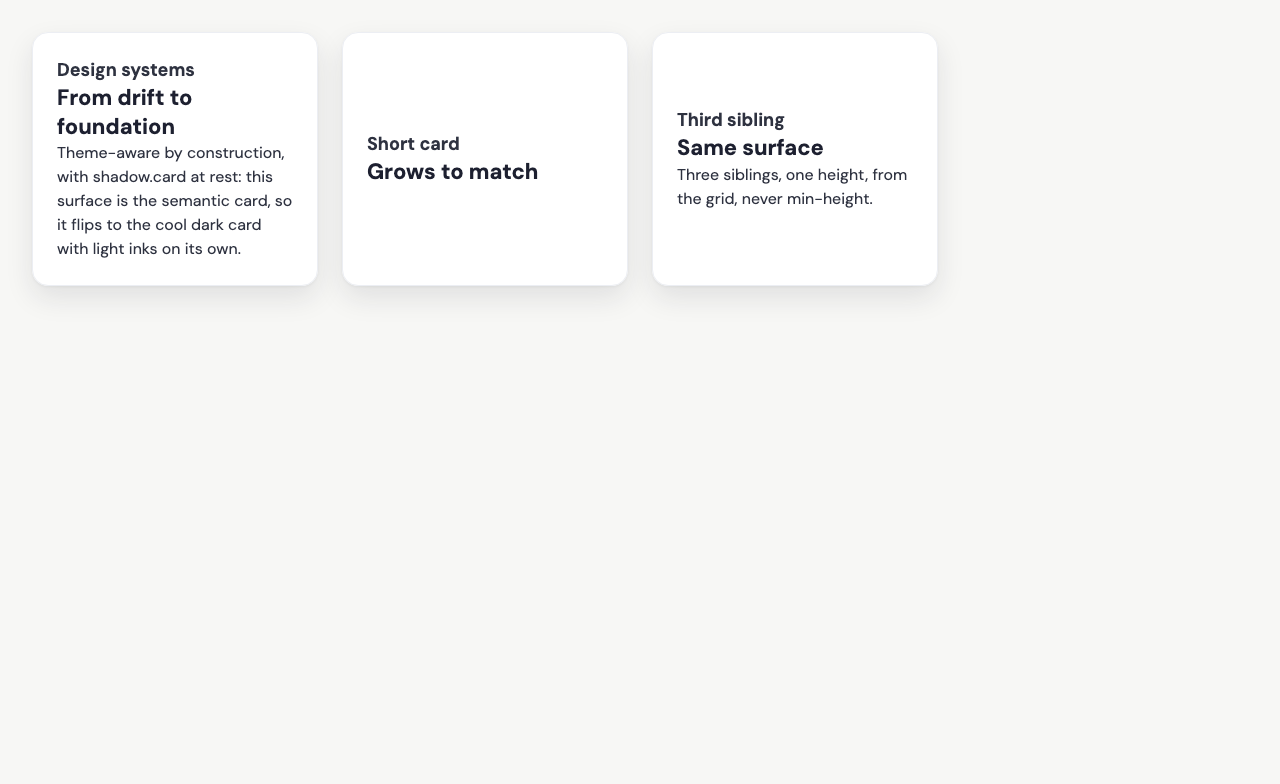 Design systems
From drift to
foundation
Theme-aware by construction,
with shadow.card at rest: this
surface is the semantic card, so
it flips to the cool dark card
with light inks on its own.
Short card
Grows to match
Third sibling
Same surface
Three siblings, one height, from
the grid, never min-height.